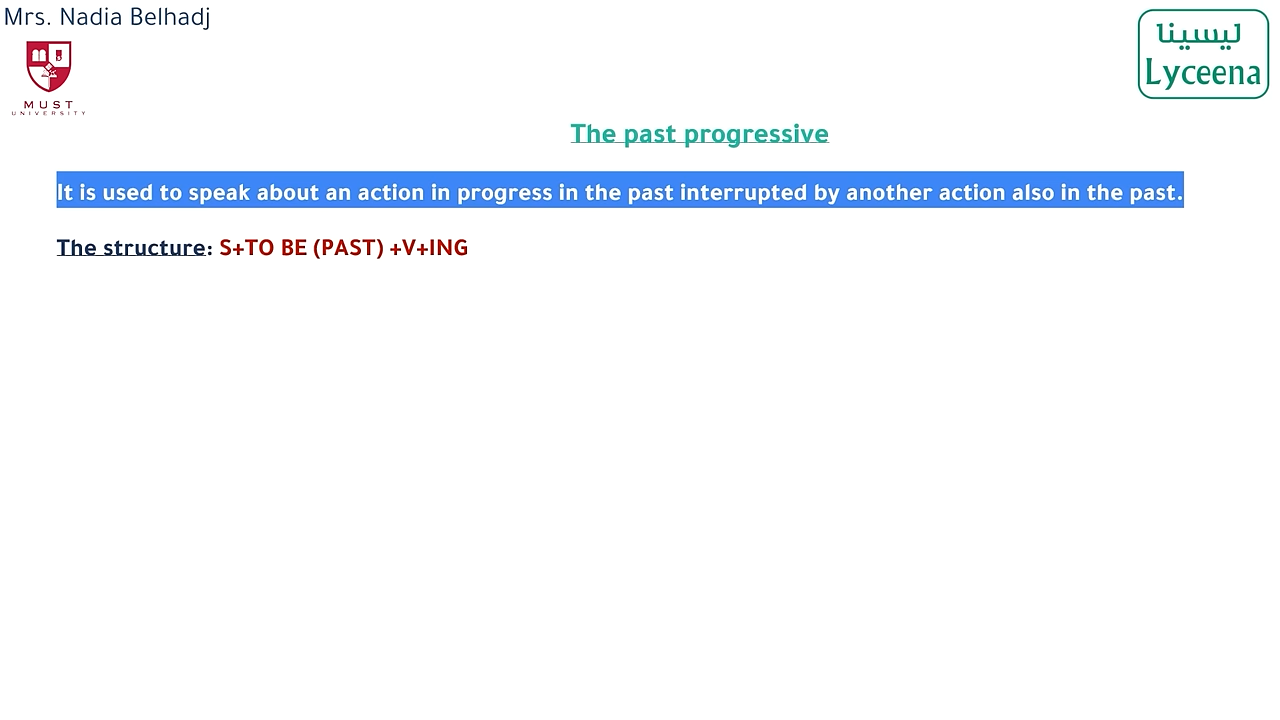 Mrs. Nadia Belhadj
ليسينا
Lyceena
MUST
UNIVERSITY
The past progressive
It is used to speak about an action in progress in the past interrupted by another action also in the past.
The structure: S+TO BE (PAST) +V+ING